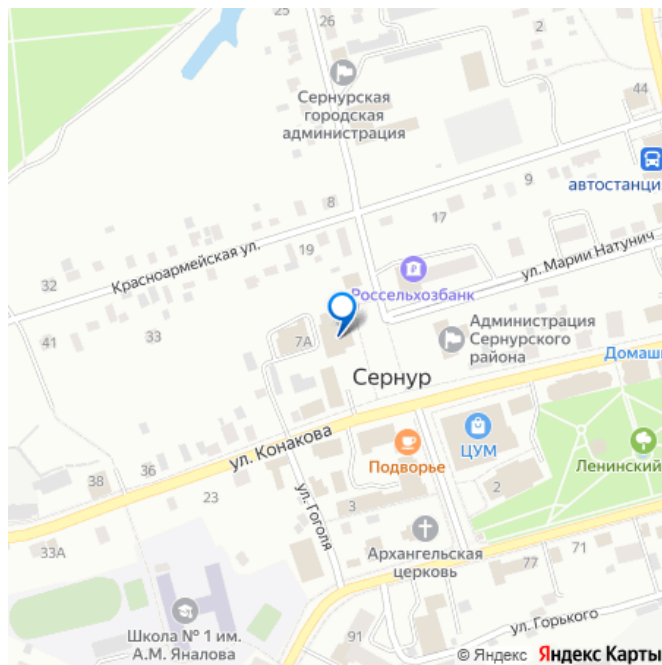 25
26
2
Сернурская
городская
администрация
44
автостанци
9
8
17
Красноармейская ул.
19
ул. Марии Натунич
32
Россельхозбанк
41
33
7А
Администрация
Сернурского
района
Домашн
Сернур
ул. Конакова
ЦУМ
Подворье
Ленинский
36
38
23
ул. Гоголя
3
2
33А
Архангельская
церковь
77
71
Школа № 1 им.
А.М. Яналова
91
ул. Горького
© Яндекс Яндекс Карты